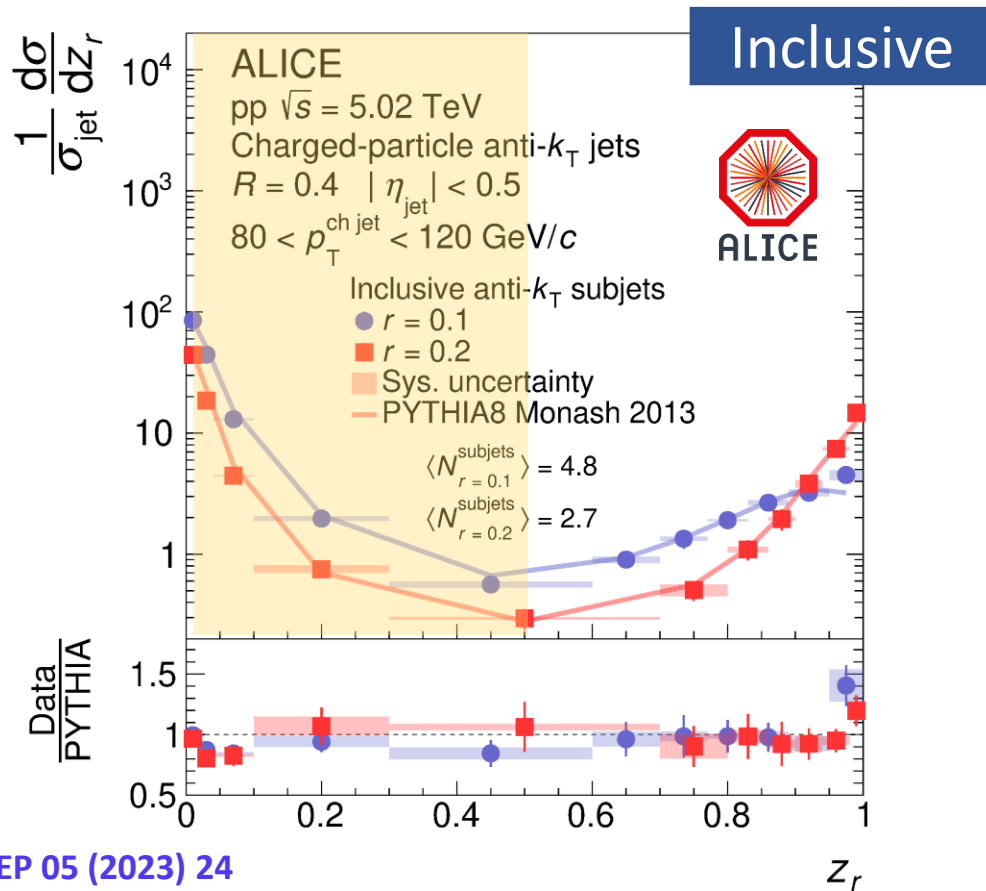 Inclusive
1/σjet dσ/dzr
10⁴
10³
10²
10
1
ALICE
pp √s = 5.02 TeV
Charged-particle anti-kT jets
R = 0.4 | ηjet| < 0.5
80 < pT^ch jet < 120 GeV/c
ALICE
Inclusive anti-kT subjets
r = 0.1
r = 0.2
Sys. uncertainty
PYTHIA8 Monash 2013
⟨N^subjets r = 0.1⟩ = 4.8
⟨N^subjets r = 0.2⟩ = 2.7
Data
PYTHIA
1.5
1
0.5
0 0.2 0.4 0.6 0.8 1
EP 05 (2023) 24
zr